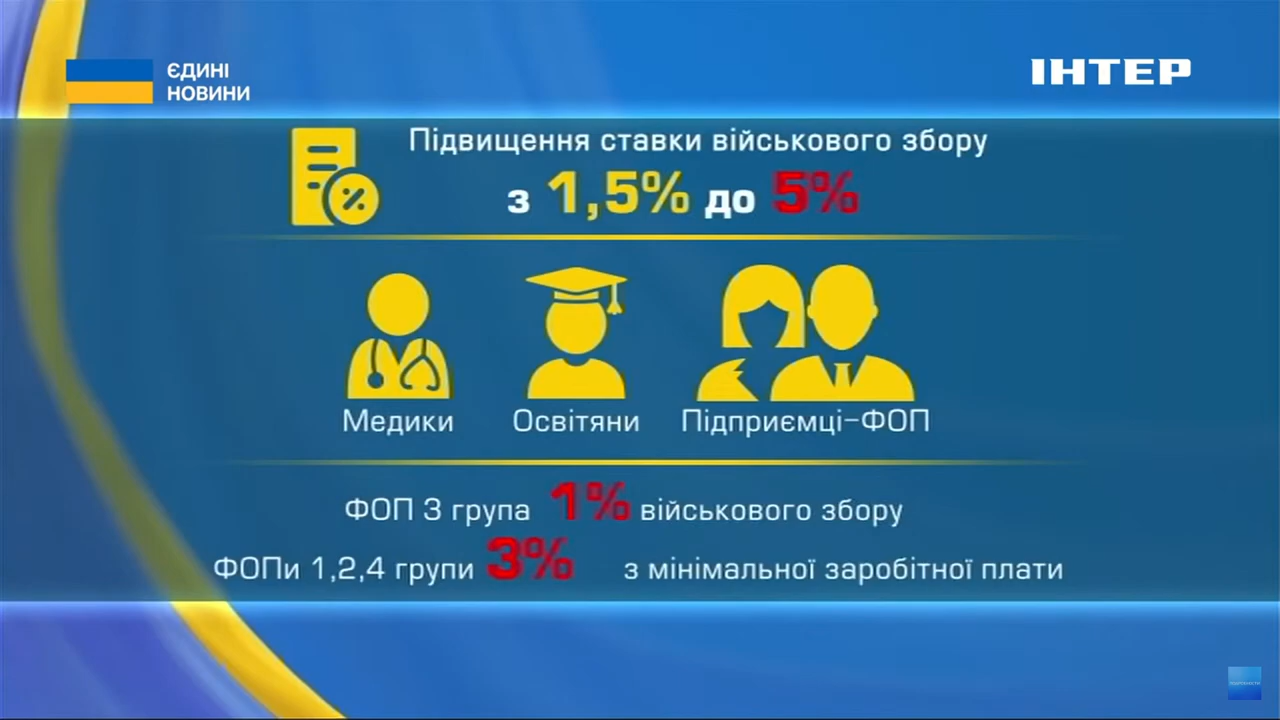 ЄДИНІ
НОВИНИ
ІНТЕР
Підвищення ставки військового збору
з 1,5% до 5%
Медики
Освітяни
Підприємці-ФОП
ФОП 3 група 1% військового збору
ФОПи 1,2,4 групи 3% з мінімальної заробітної плати